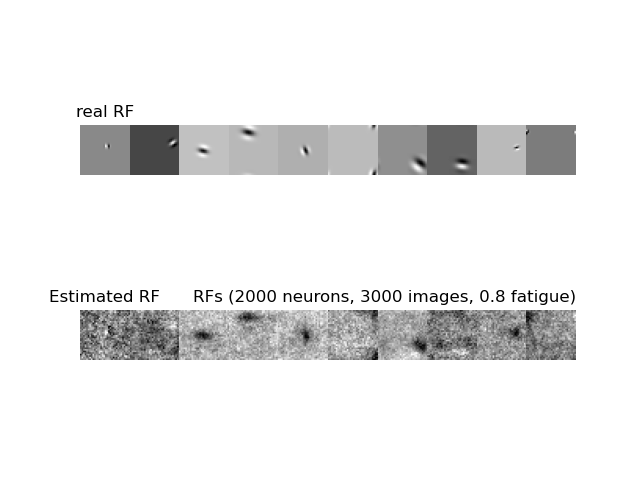 real RF
Estimated RF
RFs (2000 neurons, 3000 images, 0.8 fatigue)